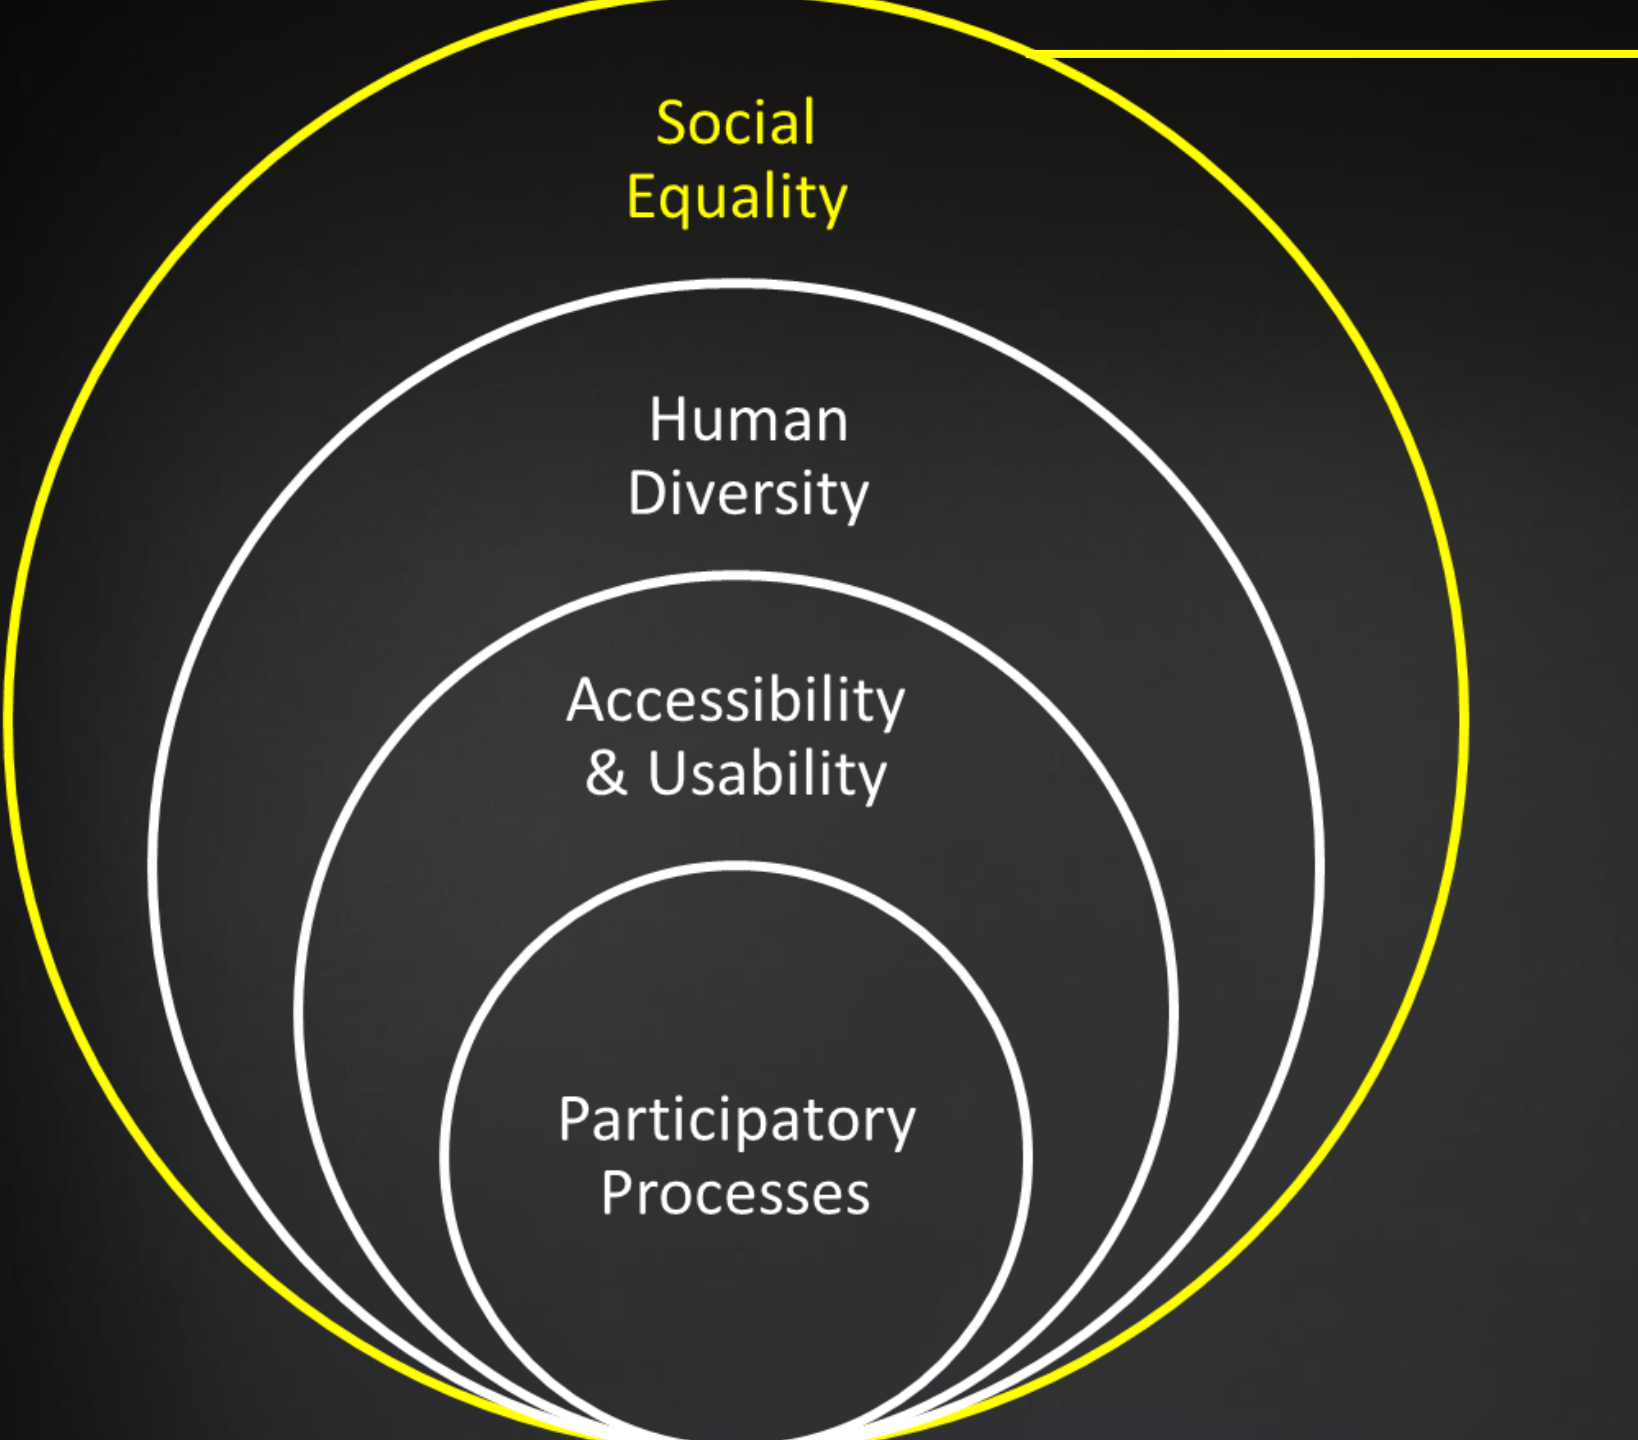 Social
Equality
Human
Diversity
Accessibility
& Usability
Participatory
Processes